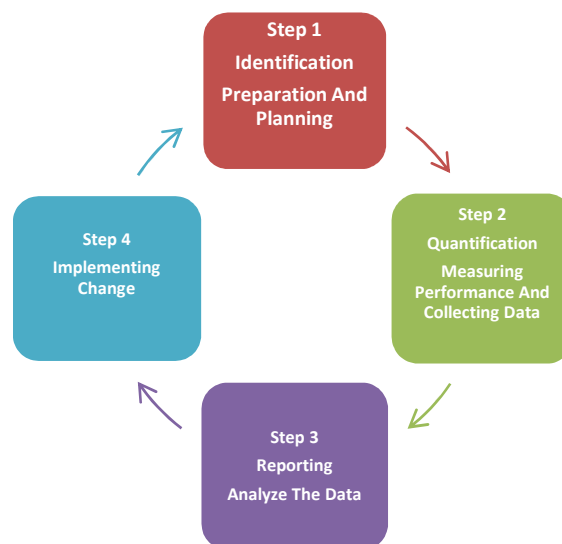 Step 1
Identification
Preparation And
Planning
Step 2
Quantification
Measuring
Performance And
Collecting Data
Step 3
Reporting
Analyze The Data
Step 4
Implementing
Change